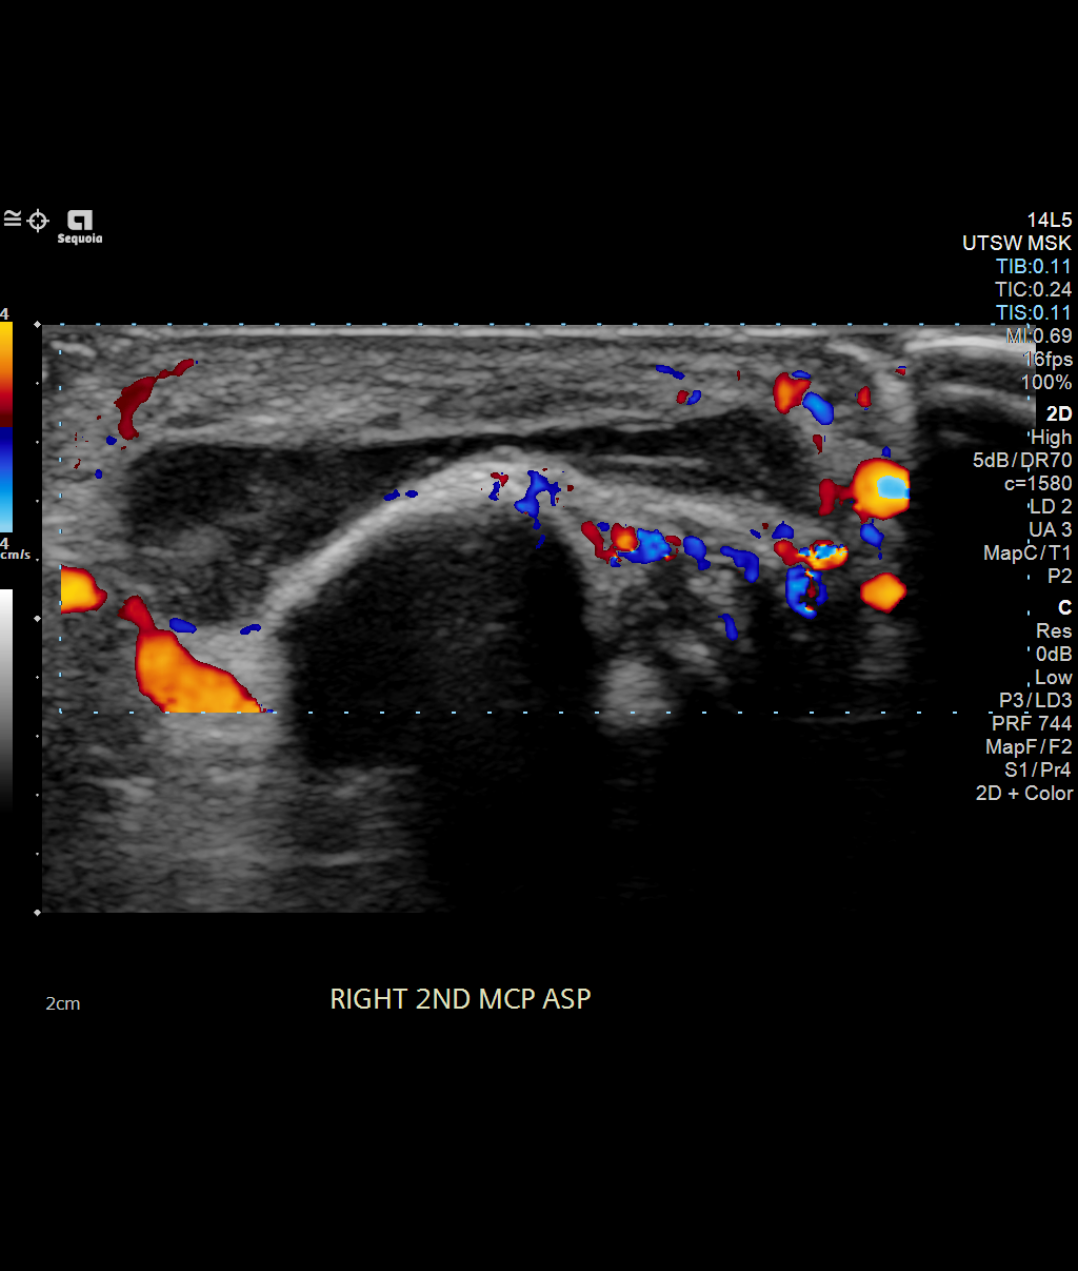 Sequoia
14L5
UTSW MSK
TIB:0.11
TIC:0.24
TIS:0.11
MI:0.69
16fps
100%
2D
High
5dB/DR70
c=1580
LD 2
UA 3
MapC/T1
P2
C
Res
0dB
Low
P3/LD3
PRF 744
MapF/F2
S1/Pr4
2D + Color
4
4
cm/s
2cm
RIGHT 2ND MCP ASP